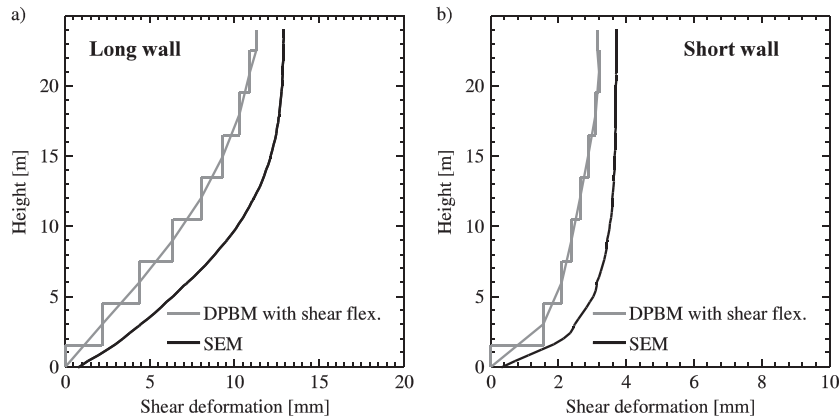 a)
Long wall
20
15
10
5
0
Height [m]
DPBM with shear flex.
SEM
0 5 10 15 20
Shear deformation [mm]
b)
Short wall
20
15
10
5
0
Height [m]
DPBM with shear flex.
SEM
0 2 4 6 8 10
Shear deformation [mm]